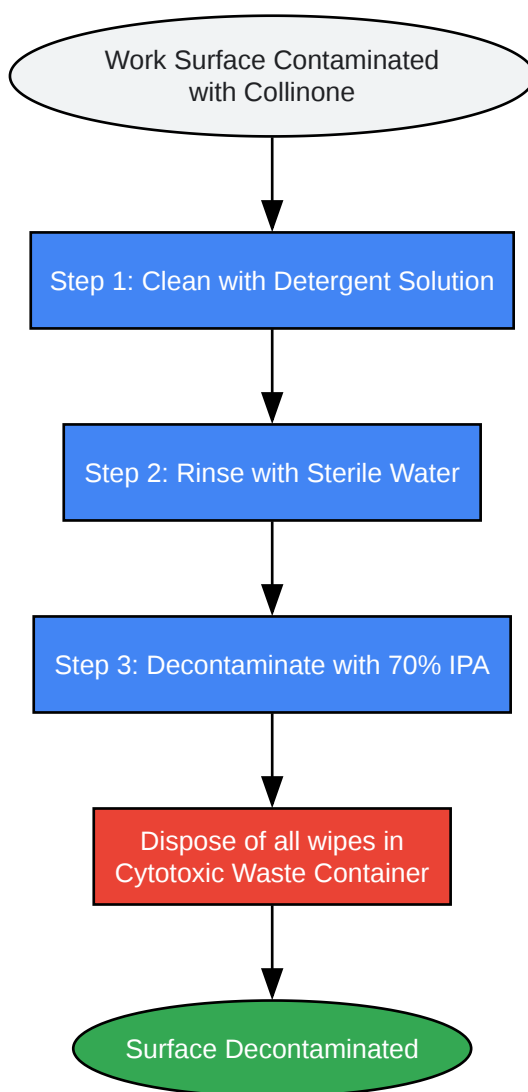 Work Surface Contaminated
with Collinone
Step 1: Clean with Detergent Solution
Step 2: Rinse with Sterile Water
Step 3: Decontaminate with 70% IPA
Dispose of all wipes in
Cytotoxic Waste Container
Surface Decontaminated